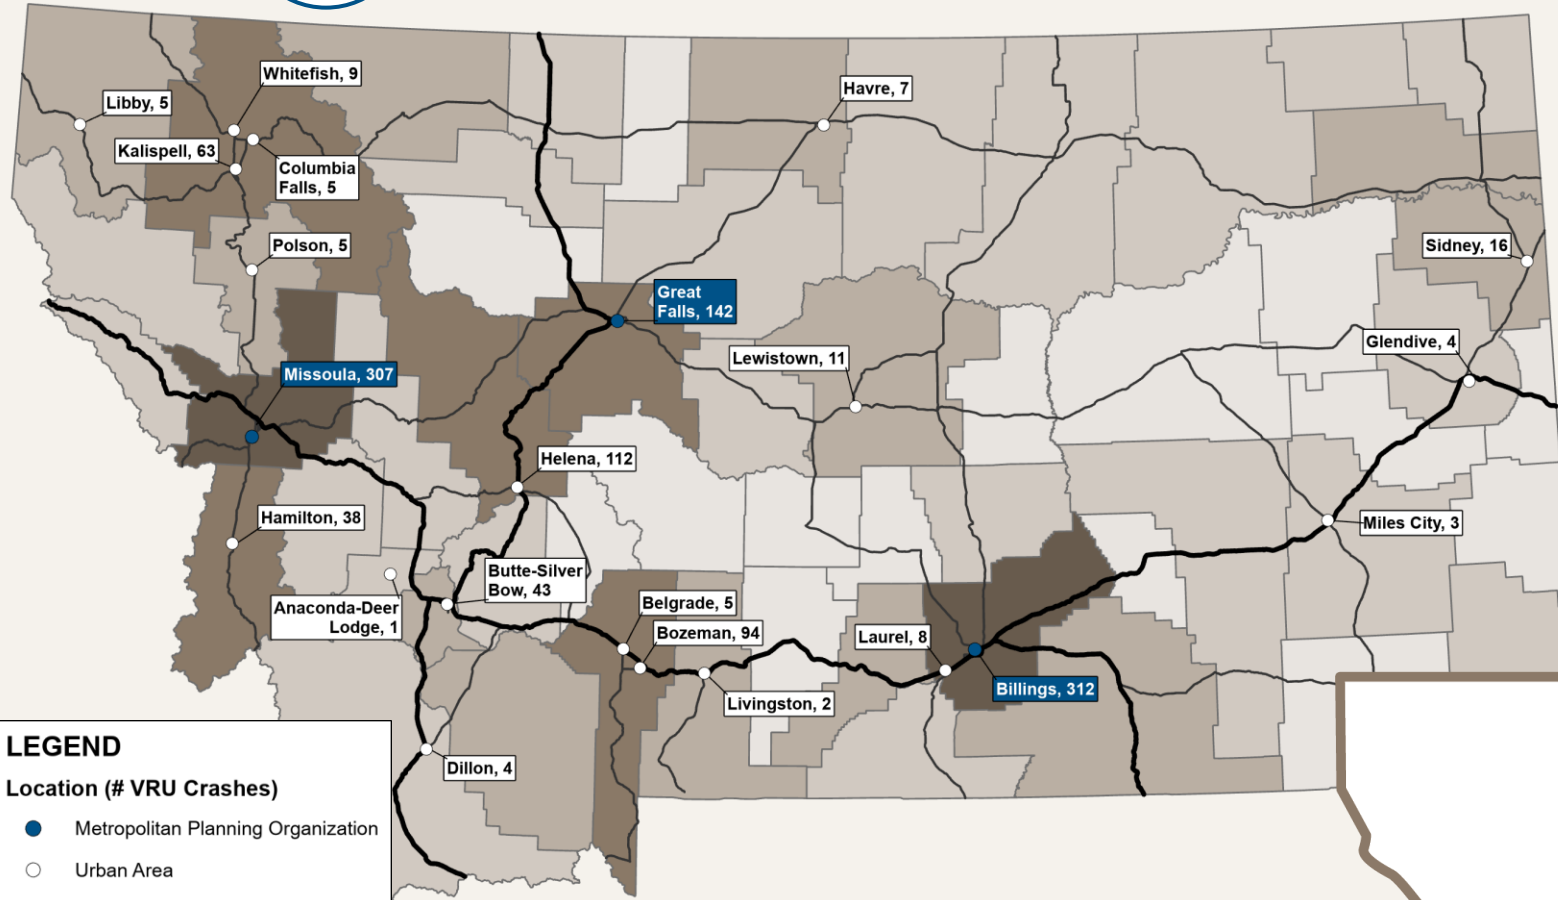 Whitefish, 9
Havre, 7
Libby, 5
Kalispell, 63
Columbia
Falls, 5
Polson, 5
Sidney, 16
Great
Falls, 142
Glendive, 4
Lewistown, 11
Missoula, 307
Helena, 112
Hamilton, 38
Miles City, 3
Butte-Silver
Bow, 43
Anaconda-Deer
Lodge, 1
Belgrade, 5
Bozeman, 94
Laurel, 8
Billings, 312
Livingston, 2
Dillon, 4
LEGEND
Location (# VRU Crashes)
Metropolitan Planning Organization
Urban Area